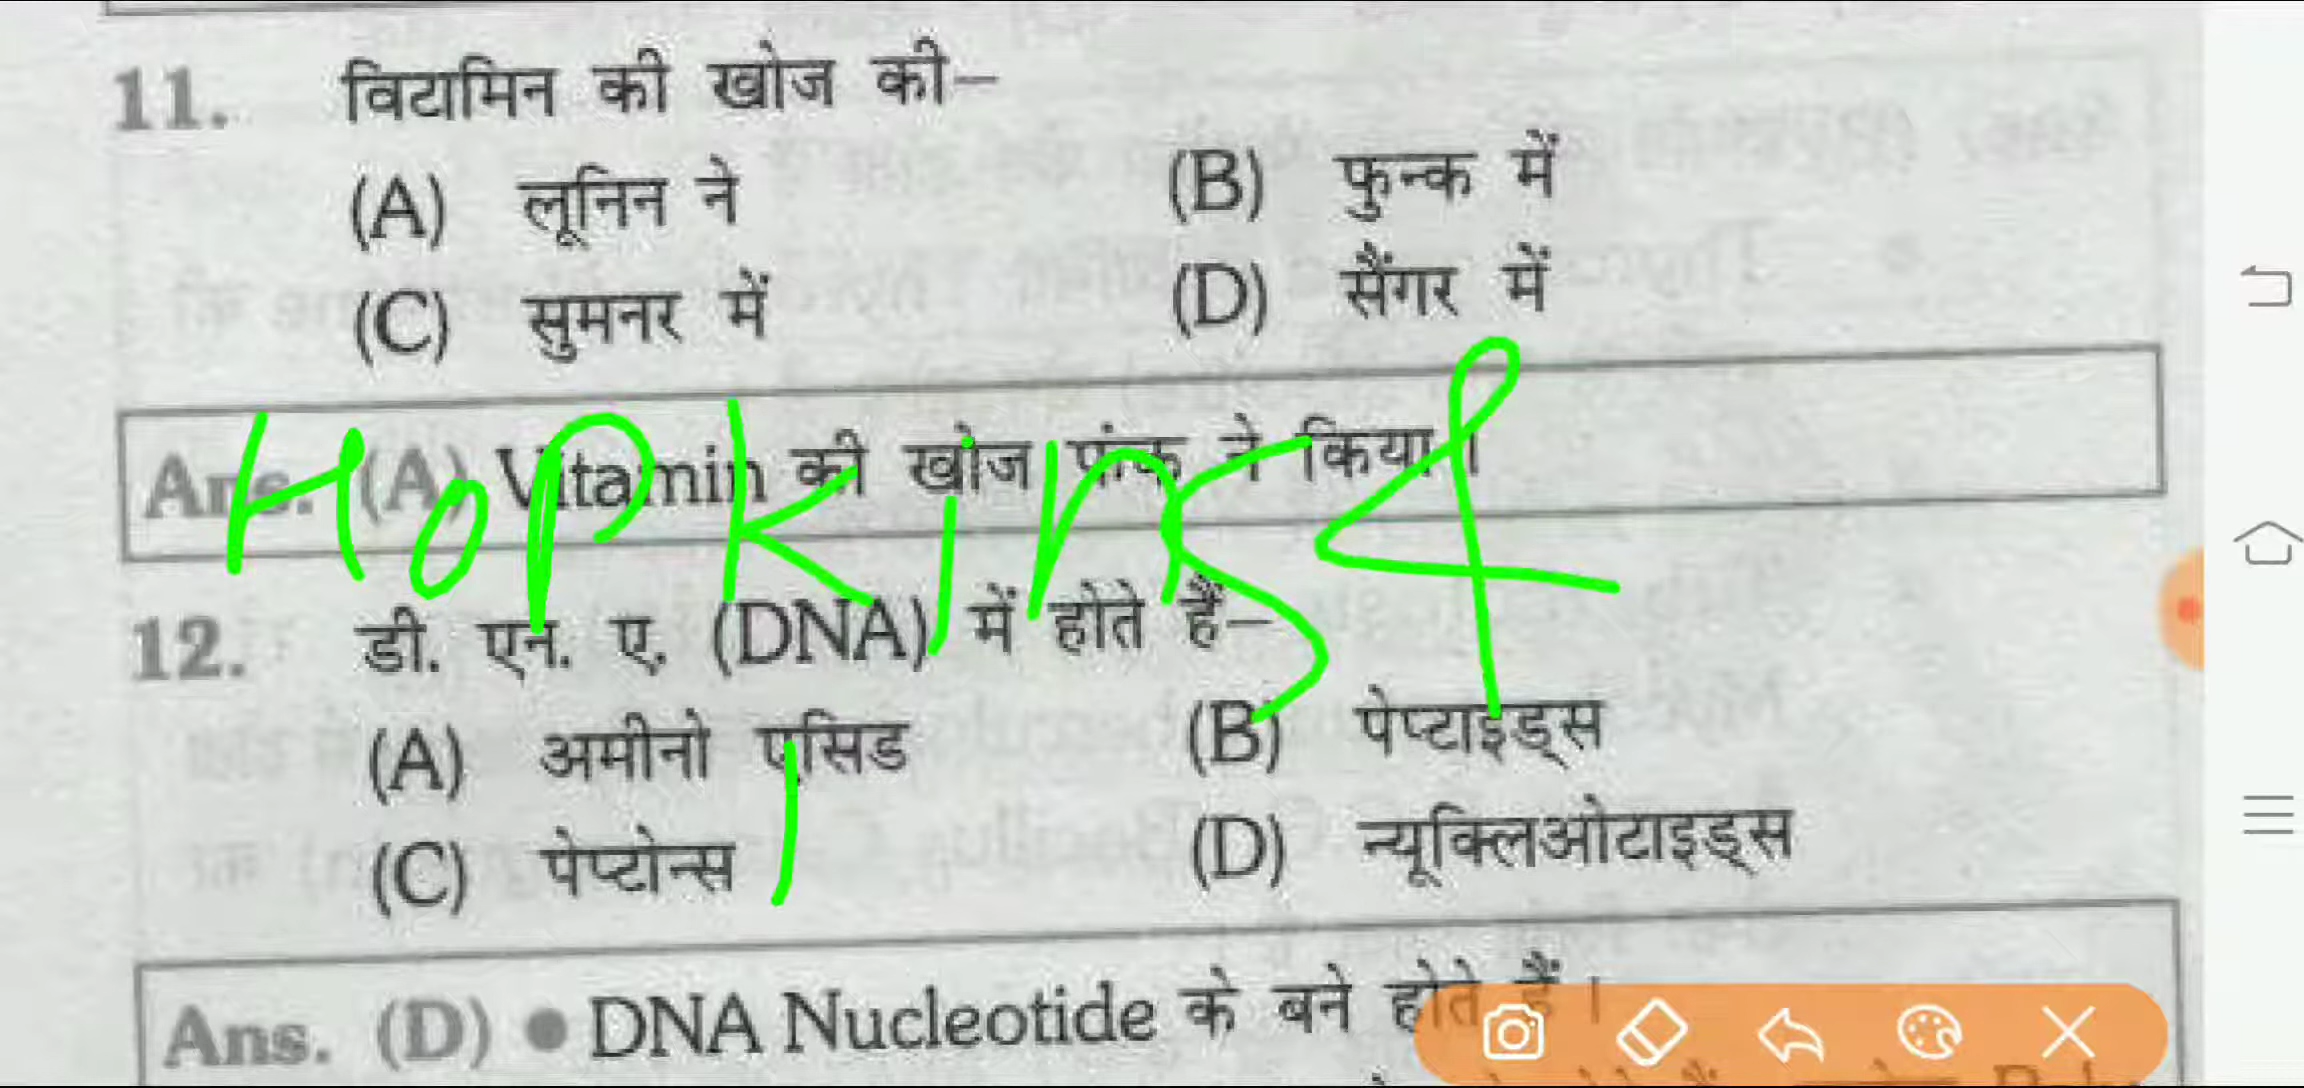 11. विटामिन की खोज की–
(A) लूनिन ने (B) फुन्क में
(C) सुमनर में (D) सैंगर में
Ans. (A) Vitamin की खोज फांक ने किया।
Hopkins &
12. डी. एन. ए. (DNA) में होते हैं–
(A) अमीनो एसिड (B) पेप्टाइड्स
(C) पेप्टोन्स (D) न्यूक्लिओटाइड्स
Ans. (D) ● DNA Nucleotide के बने होते हैं।